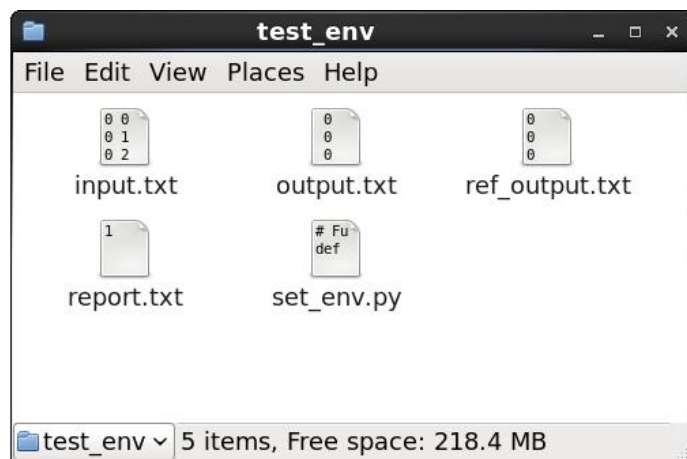 test_env
File Edit View Places Help
0 0
0 1
0 2
input.txt
0
0
0
output.txt
0
0
0
ref_output.txt
1
report.txt
# Fu
def
set_env.py
test_env 5 items, Free space: 218.4 MB